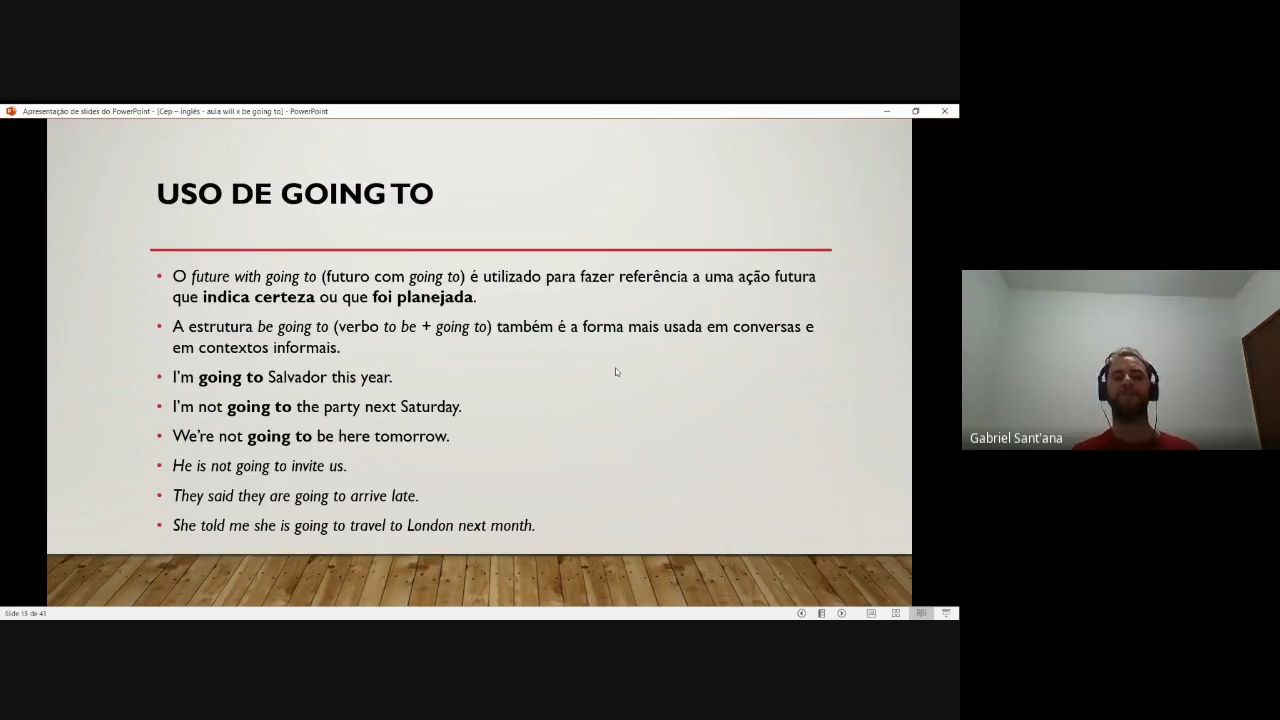 Apresentação de slides do PowerPoint - [Cep – inglês - aula will x be going to] - PowerPoint
USO DE GOING TO
• O future with going to (futuro com going to) é utilizado para fazer referência a uma ação futura
que indica certeza ou que foi planejada.
• A estrutura be going to (verbo to be + going to) também é a forma mais usada em conversas e
em contextos informais.
• I’m going to Salvador this year.
• I’m not going to the party next Saturday.
• We’re not going to be here tomorrow.
• He is not going to invite us.
• They said they are going to arrive late.
• She told me she is going to travel to London next month.
Gabriel Sant'ana
Slide 15 de 43